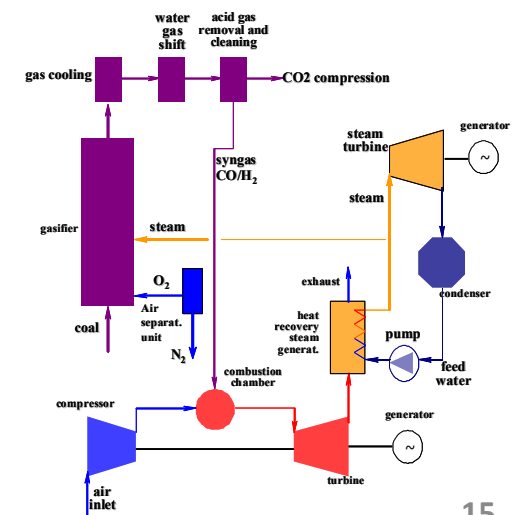 water
gas
shift
acid gas
removal and
cleaning
gas cooling
CO2 compression
steam
turbine
generator
~
syngas
CO/H2
steam
gasifier
steam
O2
Air
separat.
unit
N2
coal
exhaust
condenser
heat
recovery
steam
generat.
pump
feed
water
combustion
chamber
compressor
generator
~
turbine
air
inlet
15